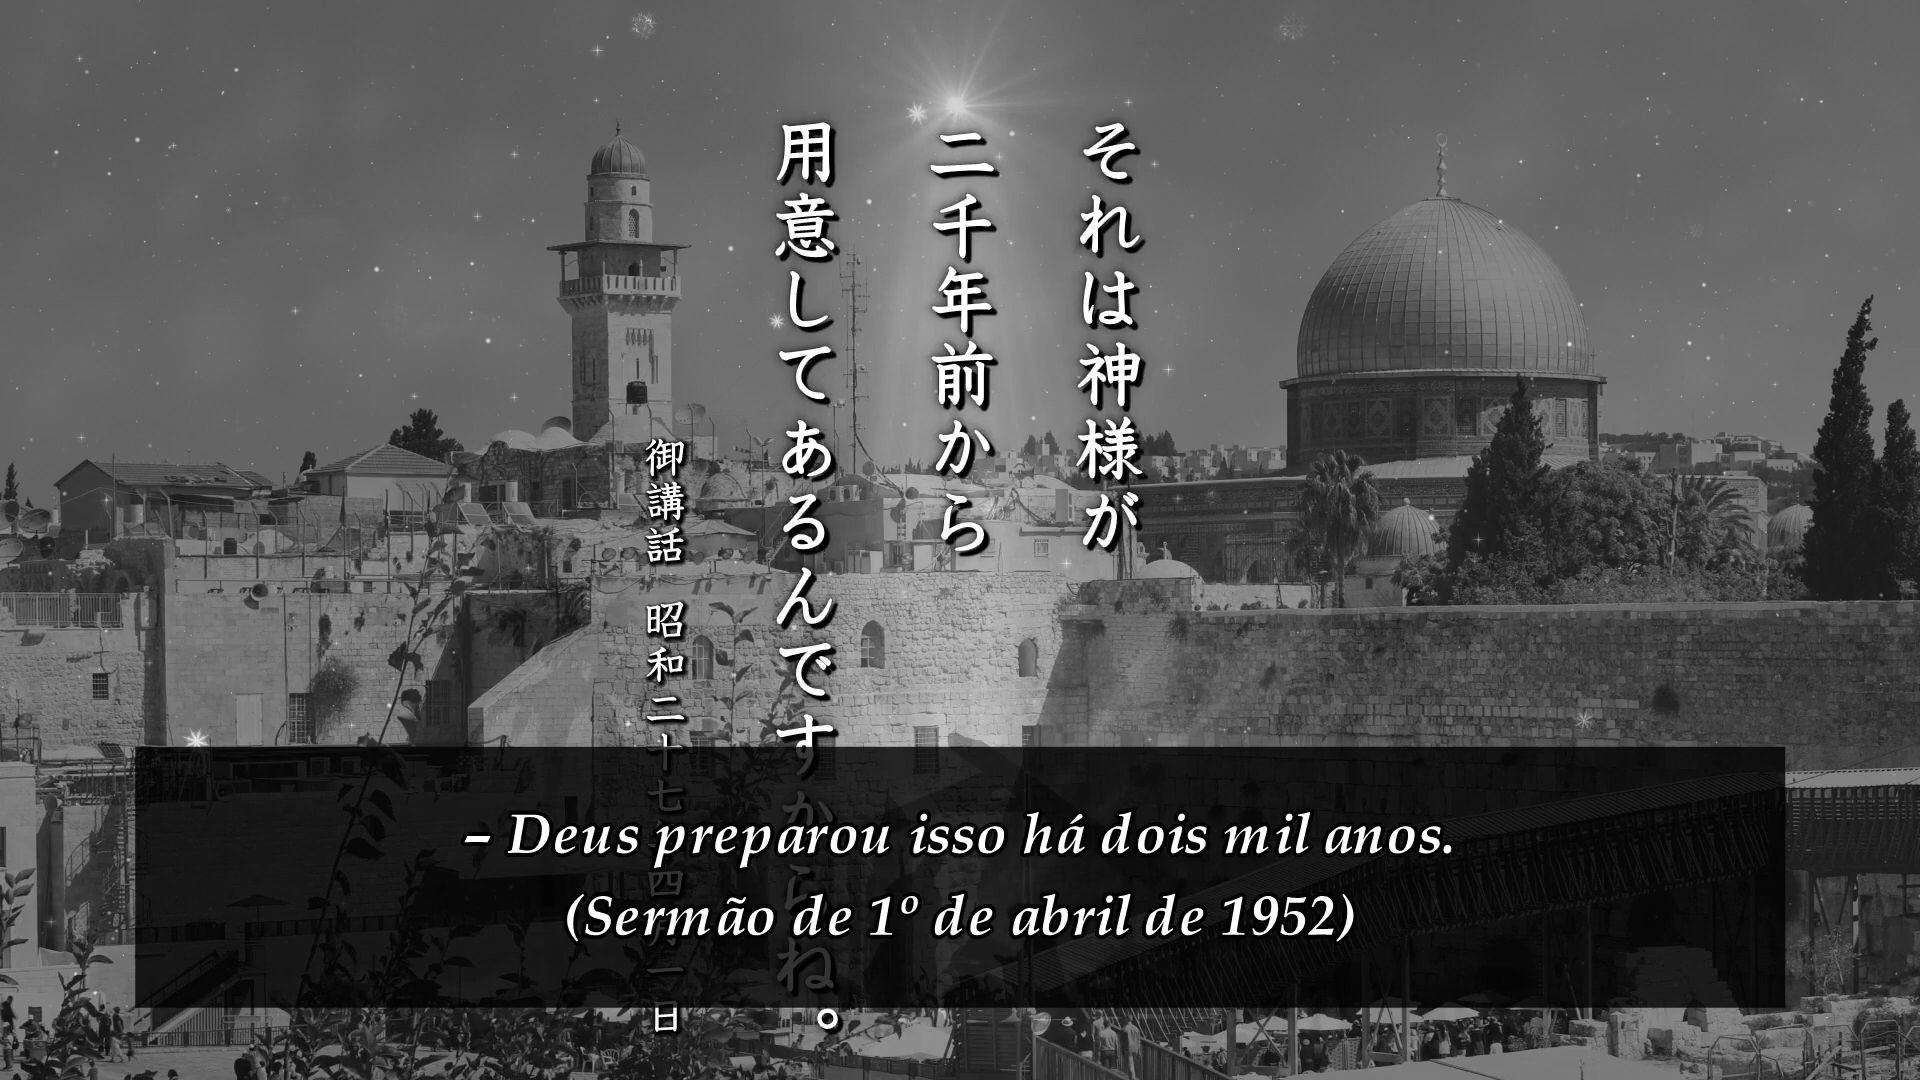 それは神様が
二千年前から
用意してあるんですからね。
御講話 昭和二十七年四月一日
– Deus preparou isso há dois mil anos.
(Sermão de 1º de abril de 1952)